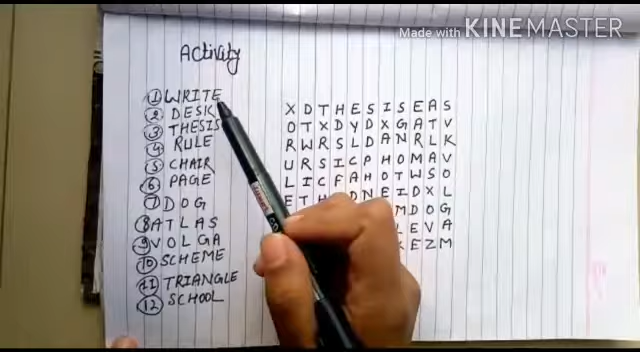 Made with KINEMASTER
Activity
1 WRITE
2 DESK
3 THESIS
4 RULE
5 CHAIR
6 PAGE
7 DOG
8 ATLAS
9 VOLGA
10 SCHEME
11 TRIANGLE
12 SCHOOL
X D T H E S I S E A S
O T X D Y D X G A T V
R W R S L D A N R L K
U R S I C P H O M A V
L I C F A H O T W S O
E T H D N E I D X L
M D O G
L E V A
E Z M